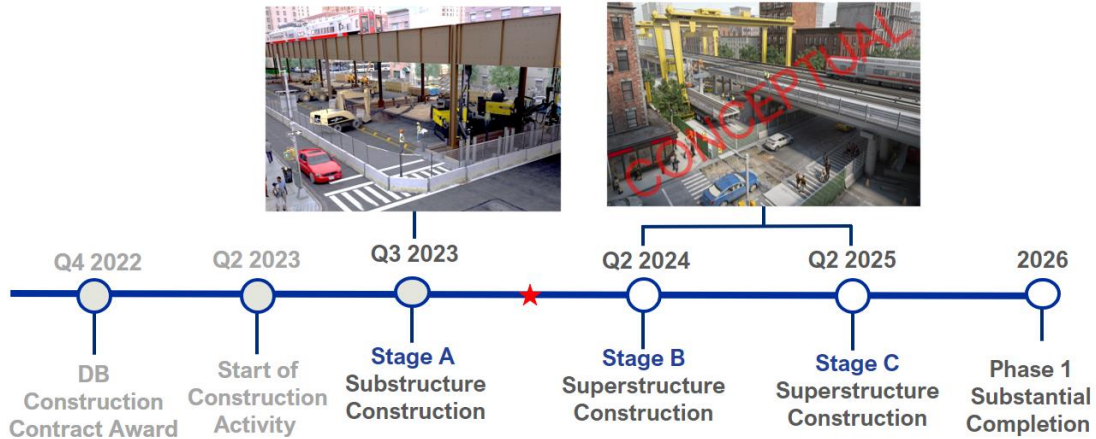 CONCEPTUAL
Q4 2022
Q2 2023
Q3 2023
Q2 2024
Q2 2025
2026
DB
Construction
Contract Award
Start of
Construction
Activity
Stage A
Substructure
Construction
Stage B
Superstructure
Construction
Stage C
Superstructure
Construction
Phase 1
Substantial
Completion